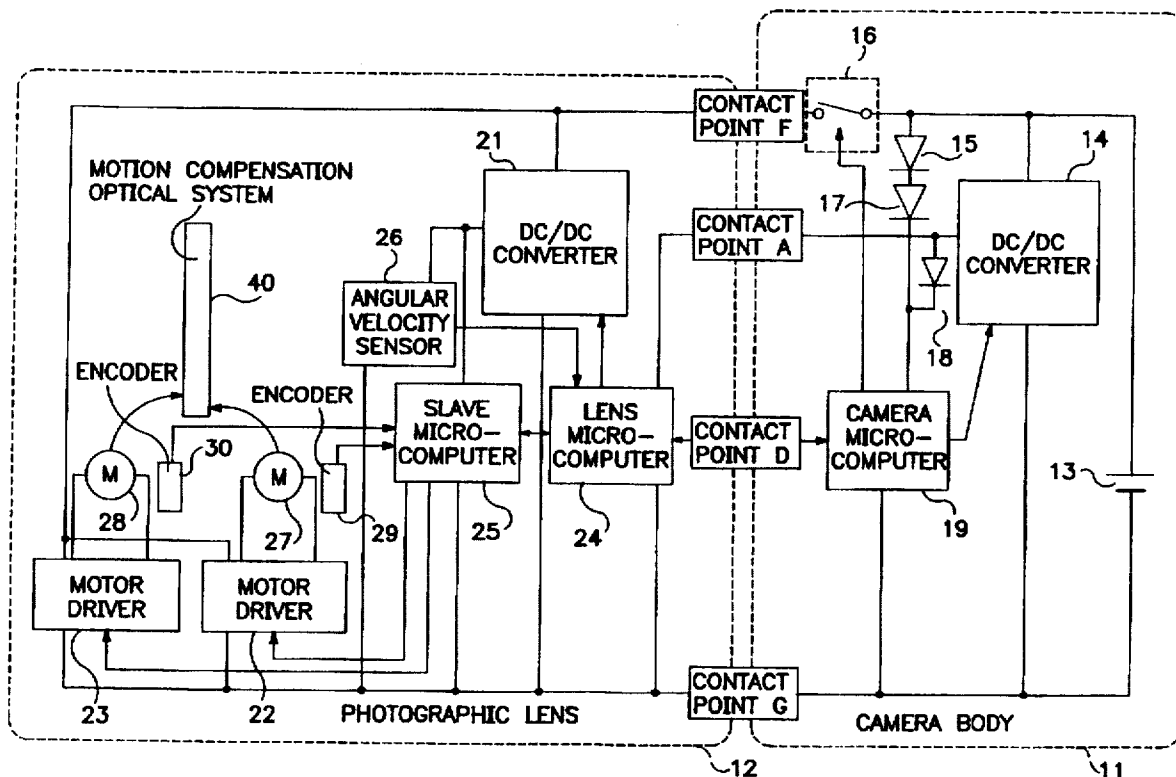 16
CONTACT
POINT F
15
14
21
MOTION COMPENSATION
OPTICAL SYSTEM
17
DC/DC
CONVERTER
CONTACT
POINT A
DC/DC
CONVERTER
26
40
ANGULAR
VELOCITY
SENSOR
18
ENCODER
ENCODER
SLAVE
MICRO-
COMPUTER
LENS
MICRO-
COMPUTER
CONTACT
POINT D
CAMERA
MICRO-
COMPUTER
30
M
M
13
28
27
29
25
24
19
MOTOR
DRIVER
MOTOR
DRIVER
CONTACT
POINT G
23
22
PHOTOGRAPHIC LENS
CAMERA BODY
12
11